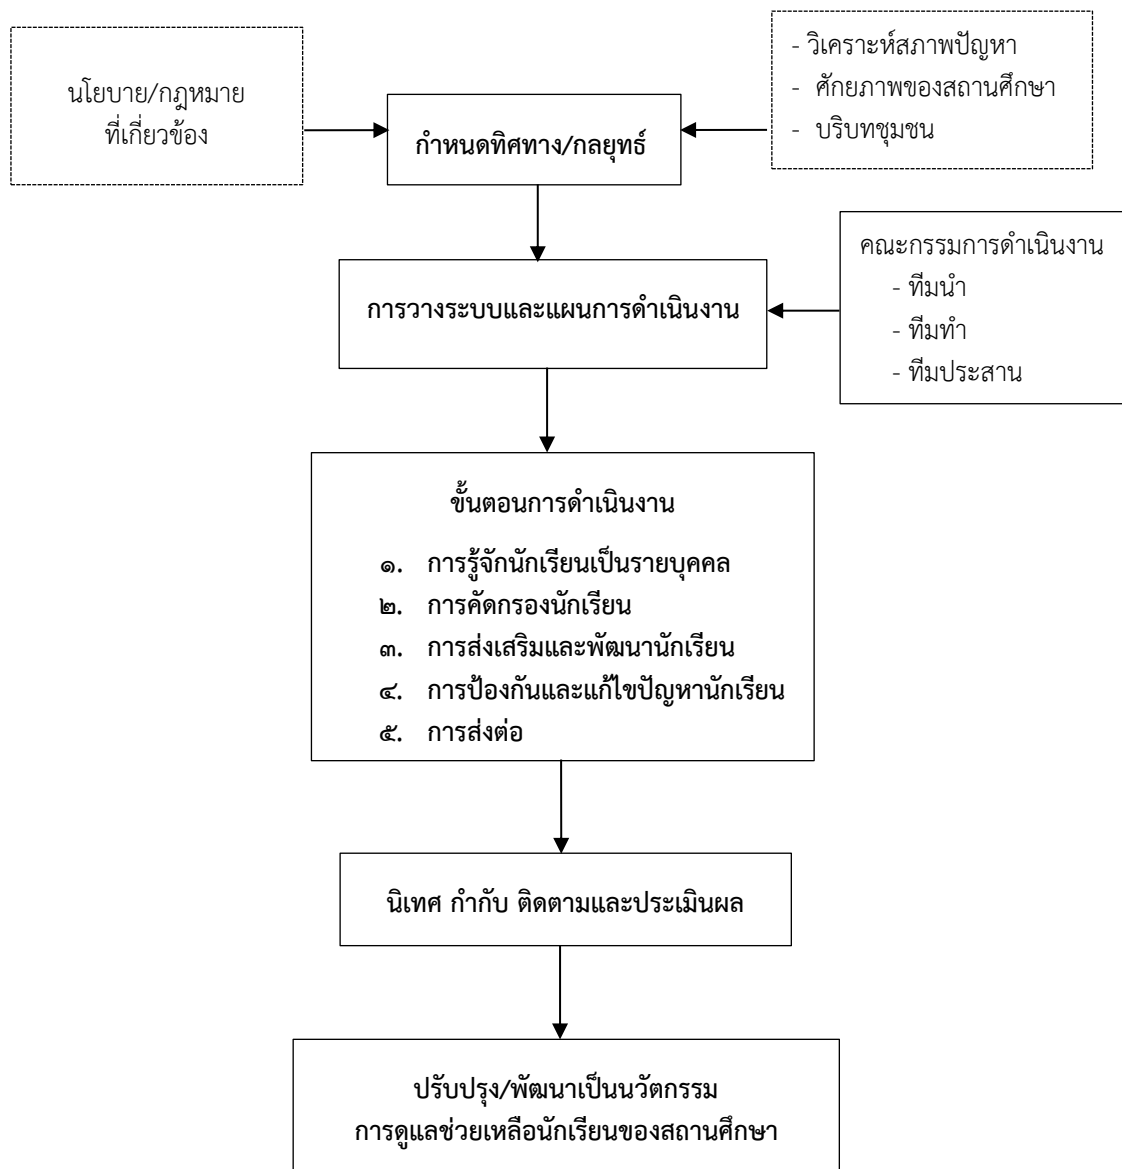 นโยบาย/กฎหมาย
ที่เกี่ยวข้อง
กำหนดทิศทาง/กลยุทธ์
- วิเคราะห์สภาพปัญหา
- ศักยภาพของสถานศึกษา
- บริบทชุมชน
การวางระบบและแผนการดำเนินงาน
คณะกรรมการดำเนินงาน
- ทีมนำ
- ทีมทำ
- ทีมประสาน
ขั้นตอนการดำเนินงาน
๑. การรู้จักนักเรียนเป็นรายบุคคล
๒. การคัดกรองนักเรียน
๓. การส่งเสริมและพัฒนานักเรียน
๔. การป้องกันและแก้ไขปัญหานักเรียน
๕. การส่งต่อ
นิเทศ กำกับ ติดตามและประเมินผล
ปรับปรุง/พัฒนาเป็นนวัตกรรม
การดูแลช่วยเหลือนักเรียนของสถานศึกษา